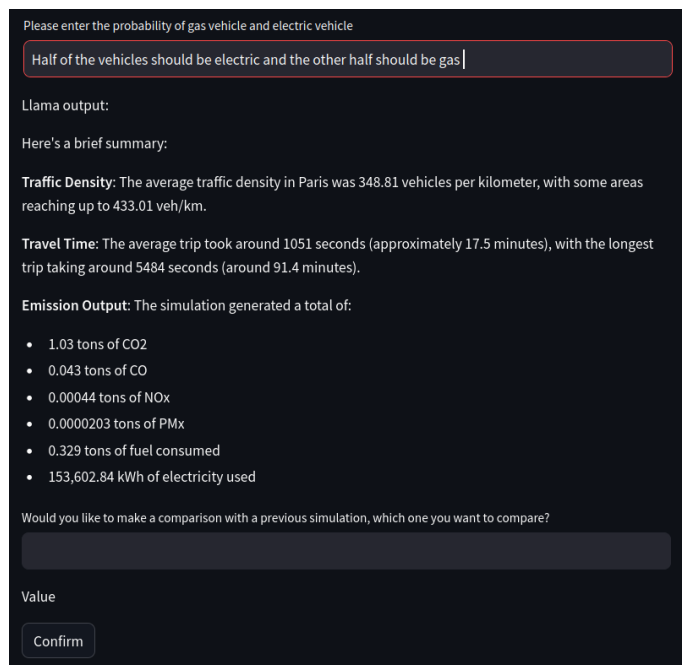 Please enter the probability of gas vehicle and electric vehicle
Half of the vehicles should be electric and the other half should be gas
Llama output:
Here's a brief summary:
Traffic Density: The average traffic density in Paris was 348.81 vehicles per kilometer, with some areas
reaching up to 433.01 veh/km.
Travel Time: The average trip took around 1051 seconds (approximately 17.5 minutes), with the longest
trip taking around 5484 seconds (around 91.4 minutes).
Emission Output: The simulation generated a total of:
• 1.03 tons of CO2
• 0.043 tons of CO
• 0.00044 tons of NOx
• 0.0000203 tons of PMx
• 0.329 tons of fuel consumed
• 153,602.84 kWh of electricity used
Would you like to make a comparison with a previous simulation, which one you want to compare?
Value
Confirm